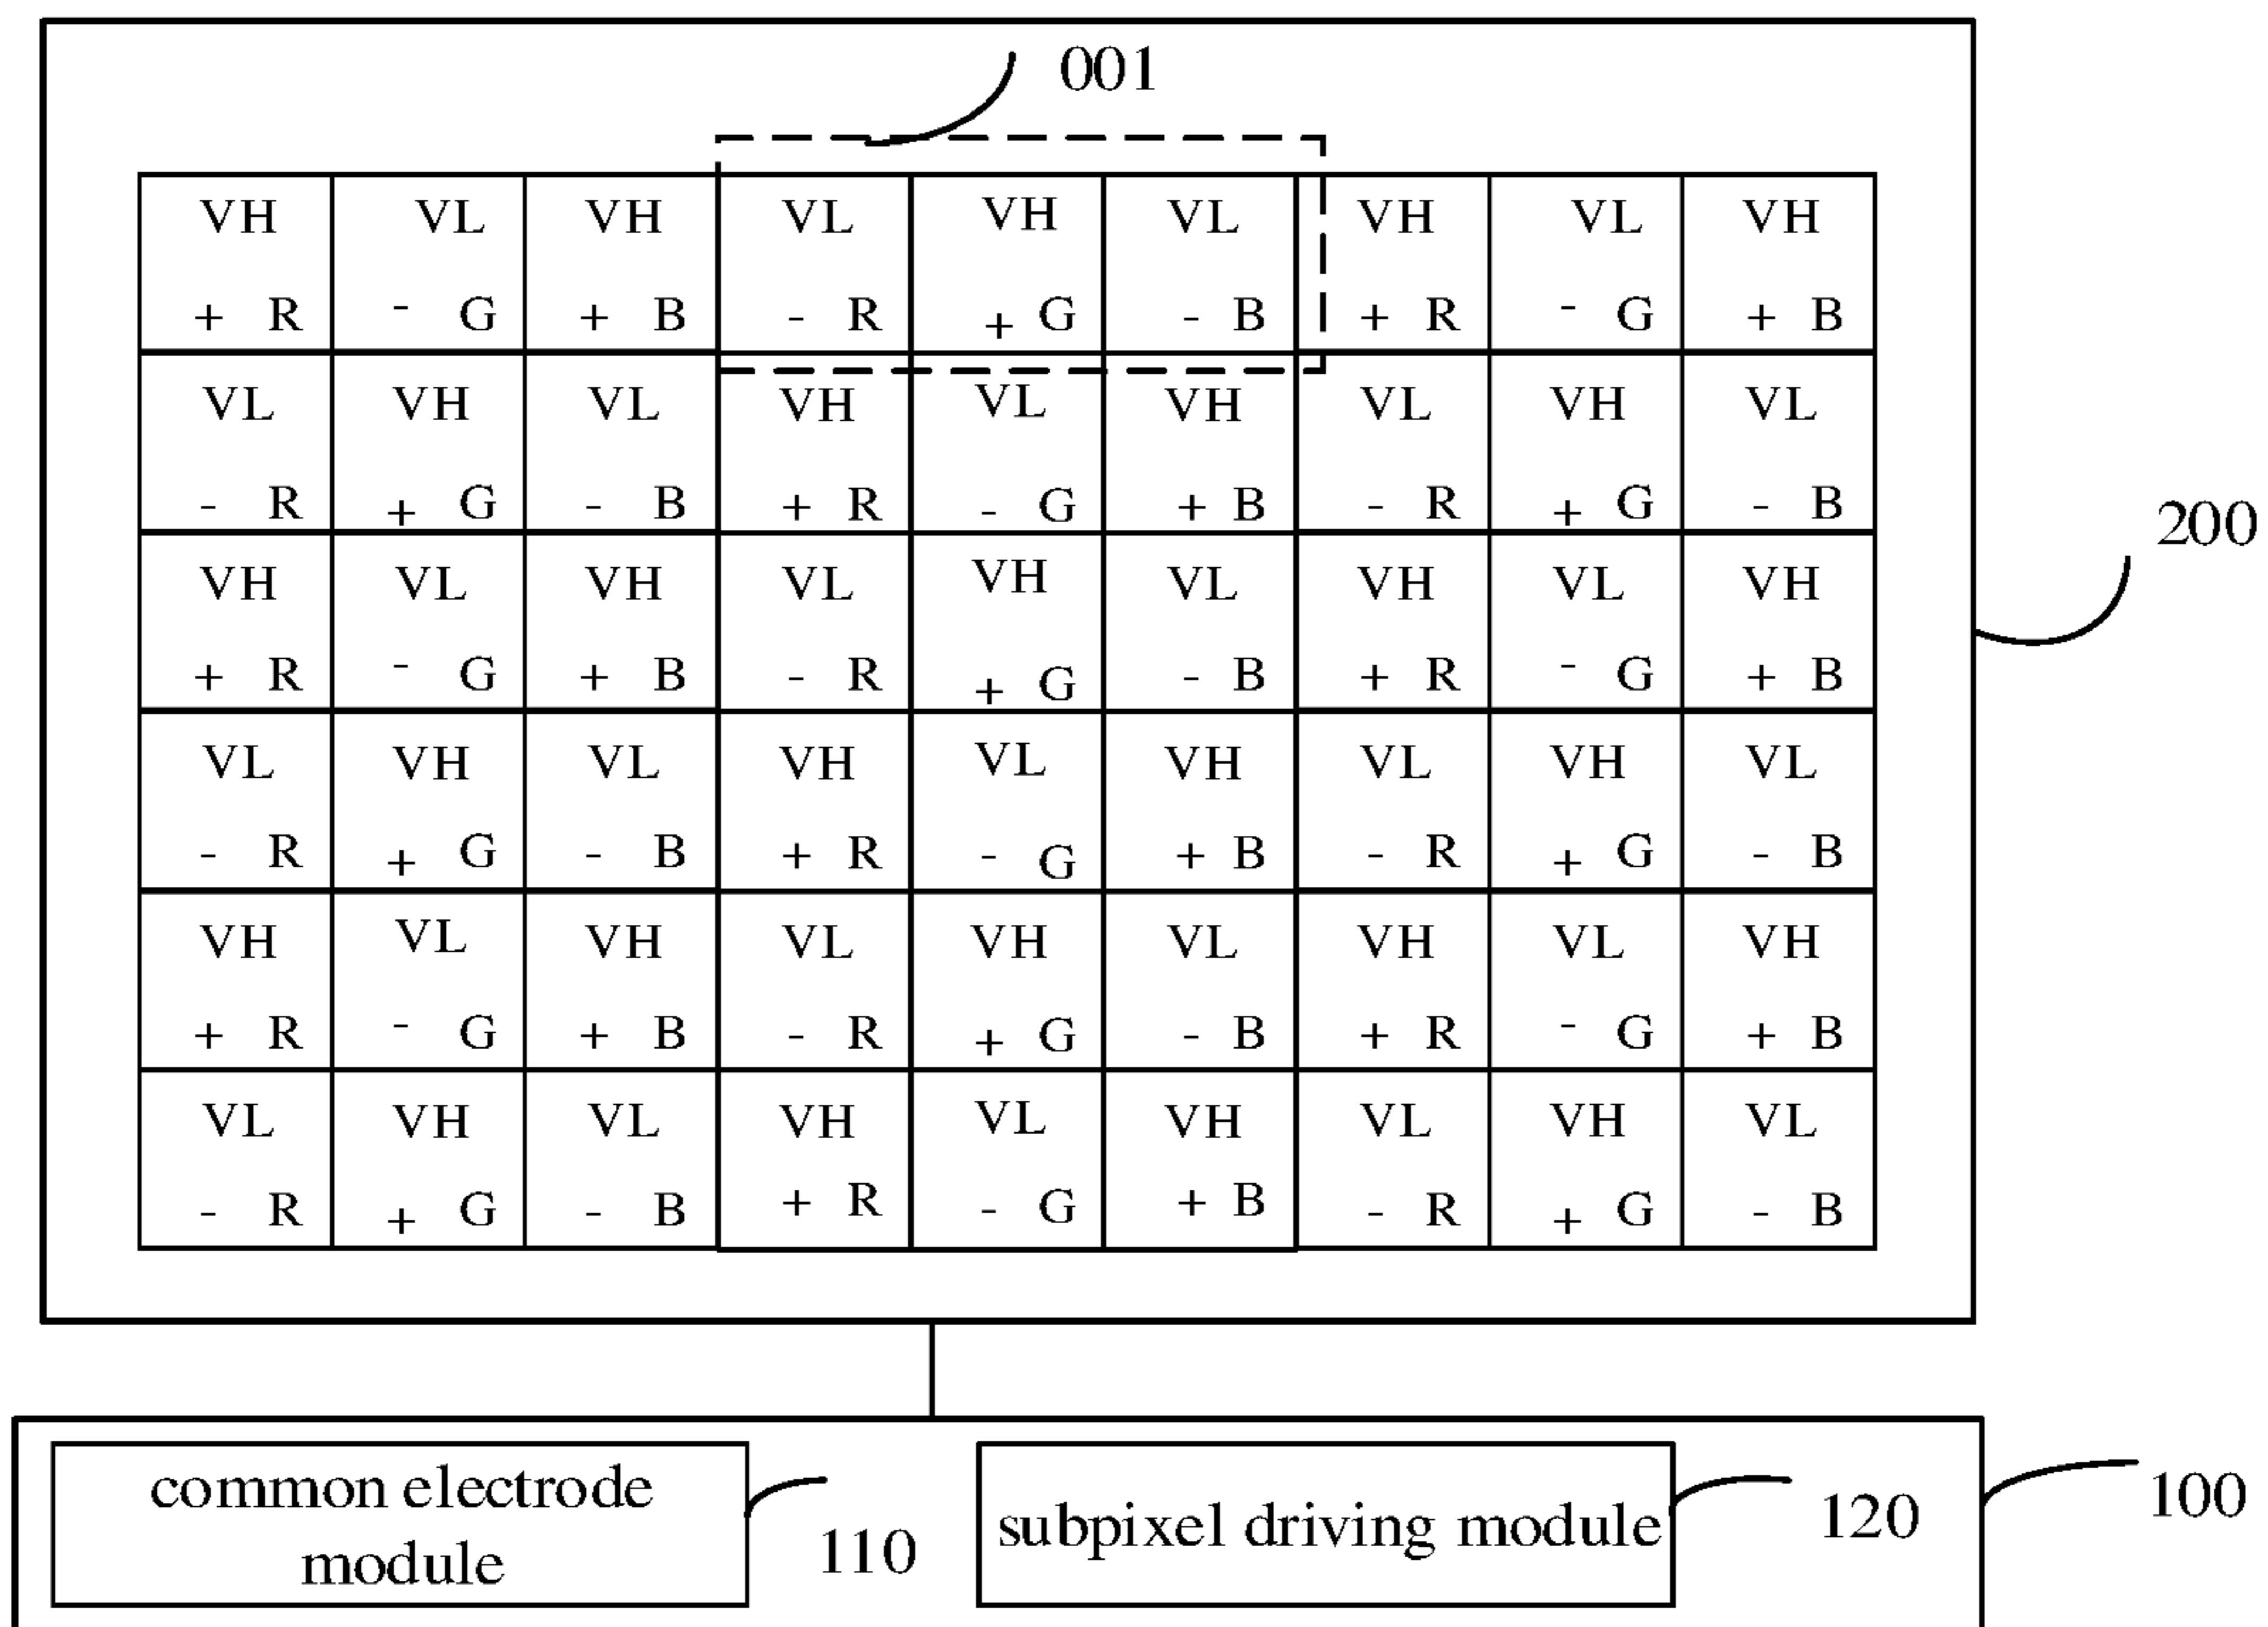 001
VH VL VH VL VH VL VH VL VH
+ R - G + B - R + G - B + R - G + B
VL VH VL VH VL VH VL VH VL
- R + G - B + R - G + B - R + G - B
200
VH VL VH VL VH VL VH VL VH
+ R - G + B - R + G - B + R - G + B
VL VH VL VH VL VH VL VH VL
- R + G - B + R - G + B - R + G - B
VH VL VH VL VH VL VH VL VH
+ R - G + B - R + G - B + R - G + B
VL VH VL VH VL VH VL VH VL
- R + G - B + R - G + B - R + G - B
common electrode
module
110
subpixel driving module
120
100